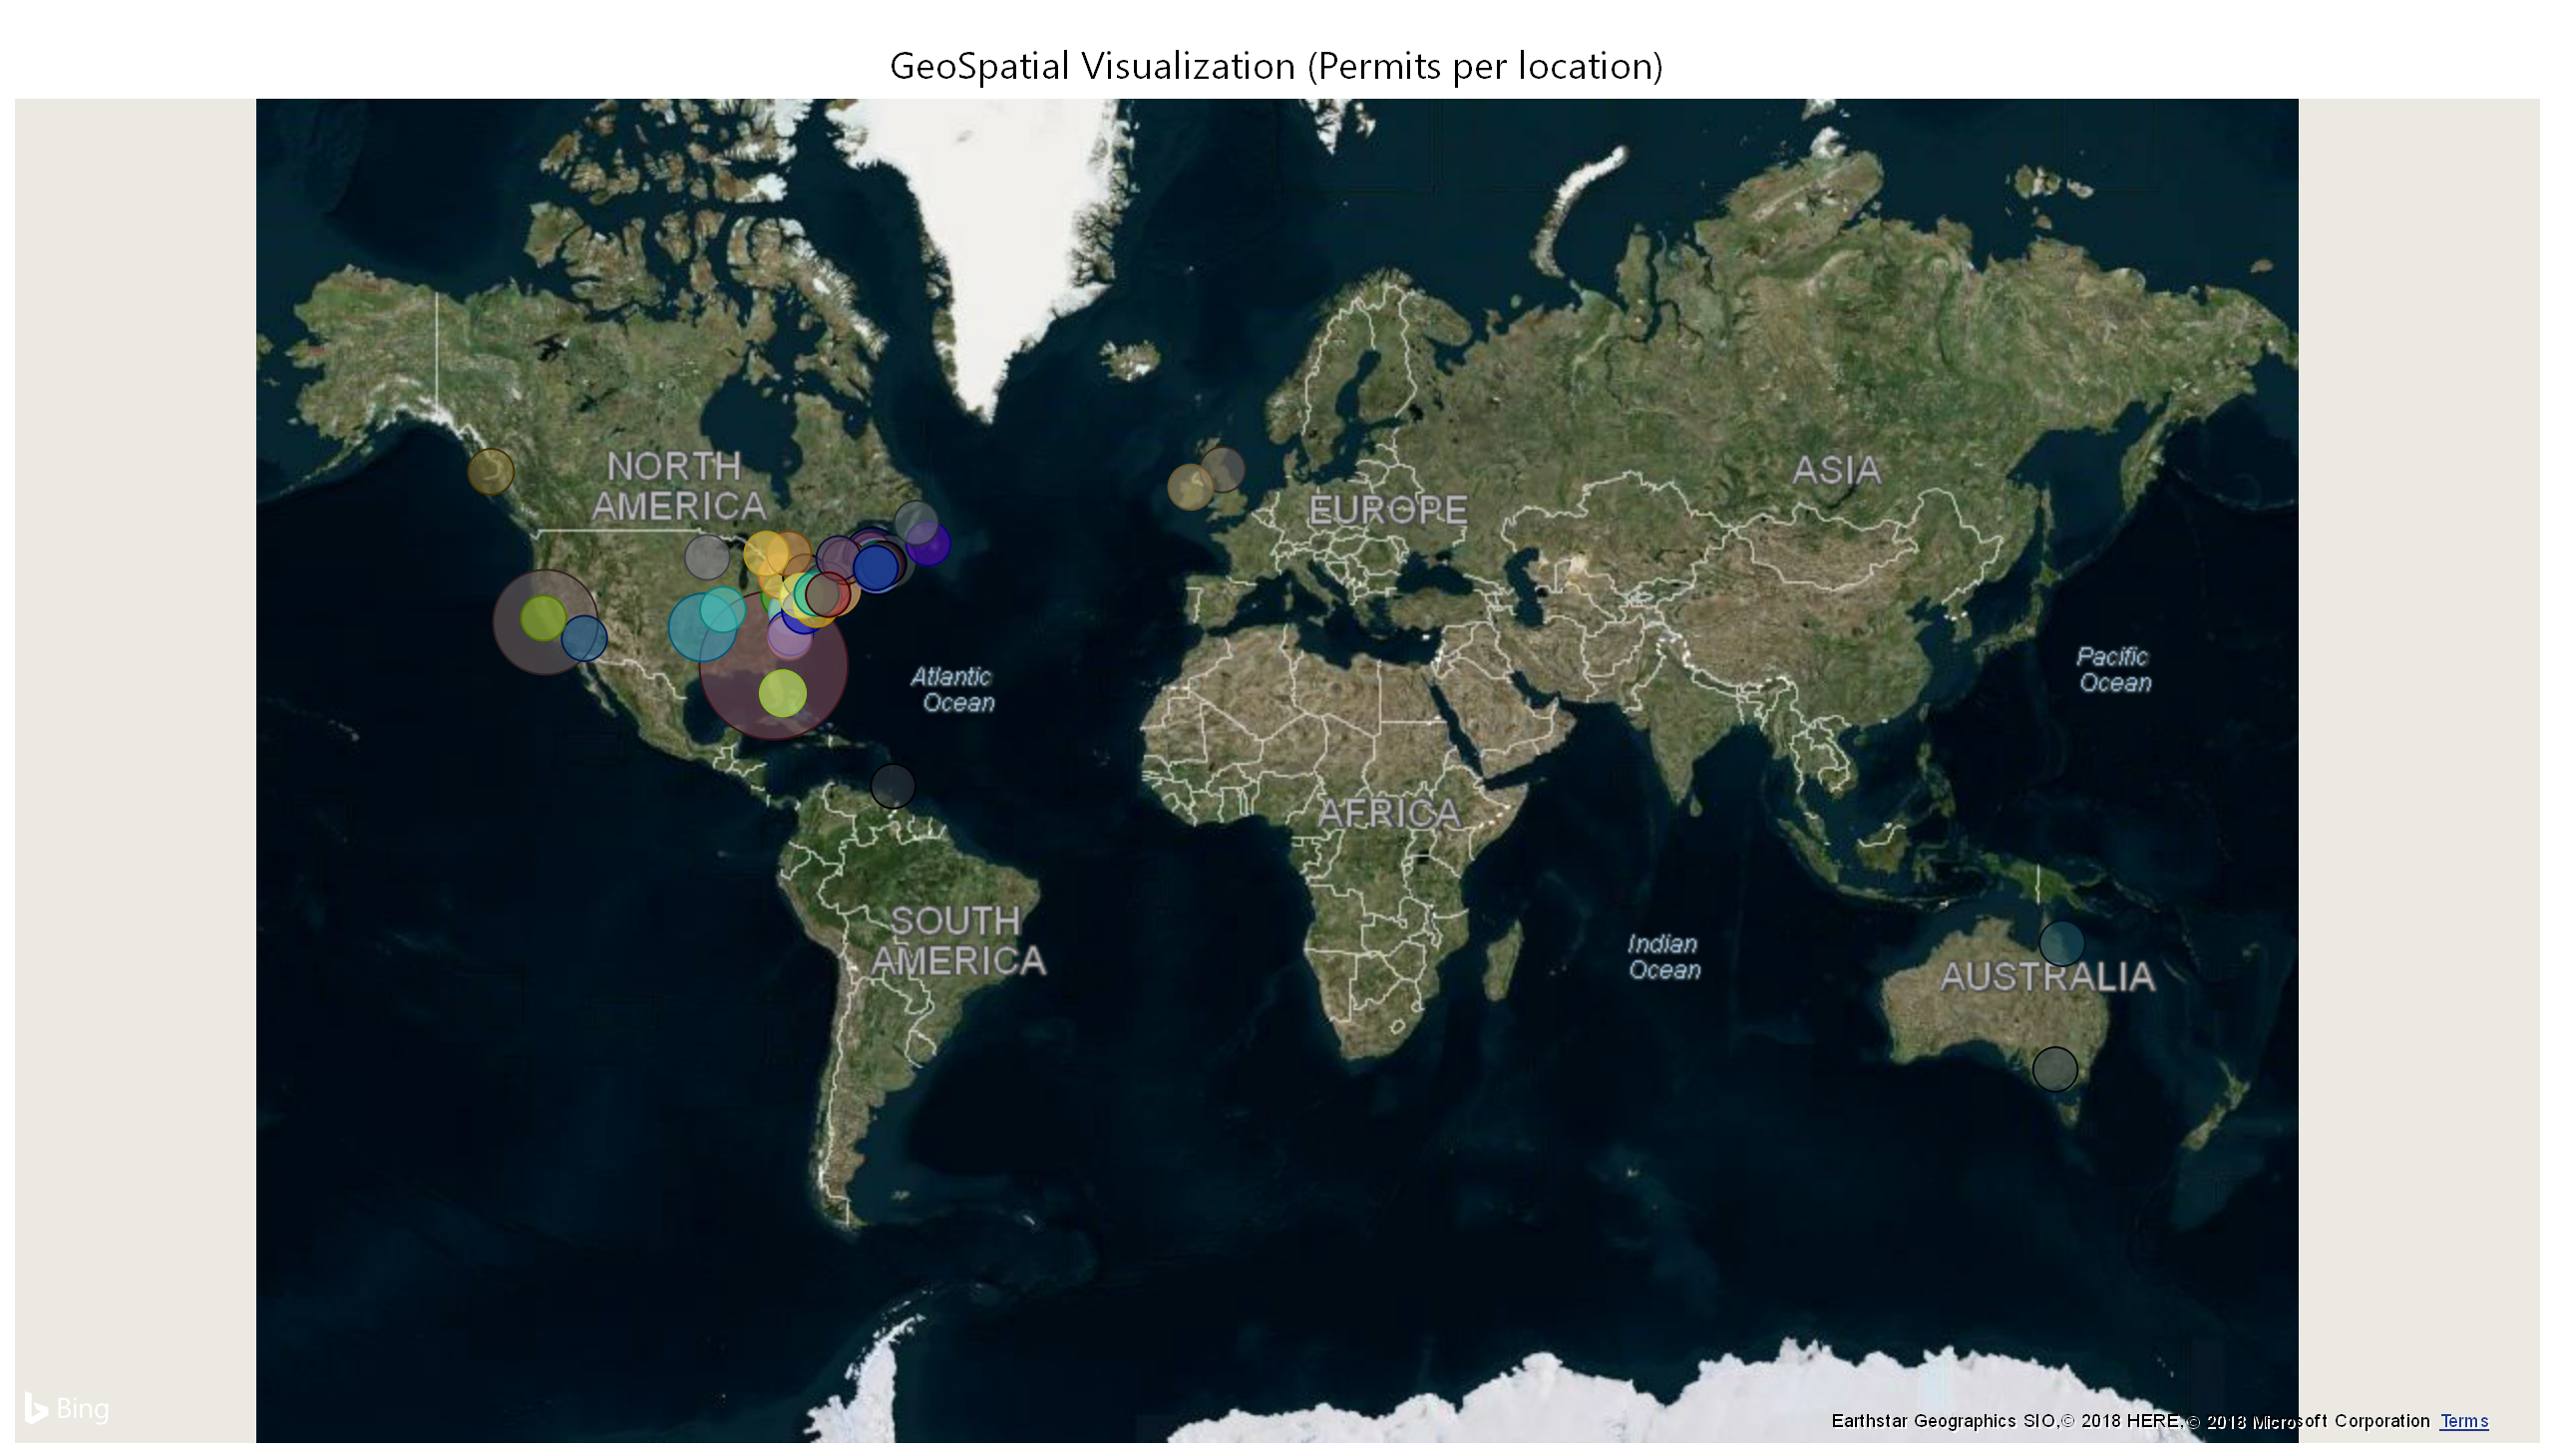 GeoSpatial Visualization (Permits per location)
NORTH
AMERICA
EUROPE
ASIA
Atlantic
Ocean
Pacific
Ocean
AFRICA
SOUTH
AMERICA
Indian
Ocean
AUSTRALIA
Bing
Earthstar Geographics SIO,© 2018 HERE,© 2018 Microsoft Corporation Terms